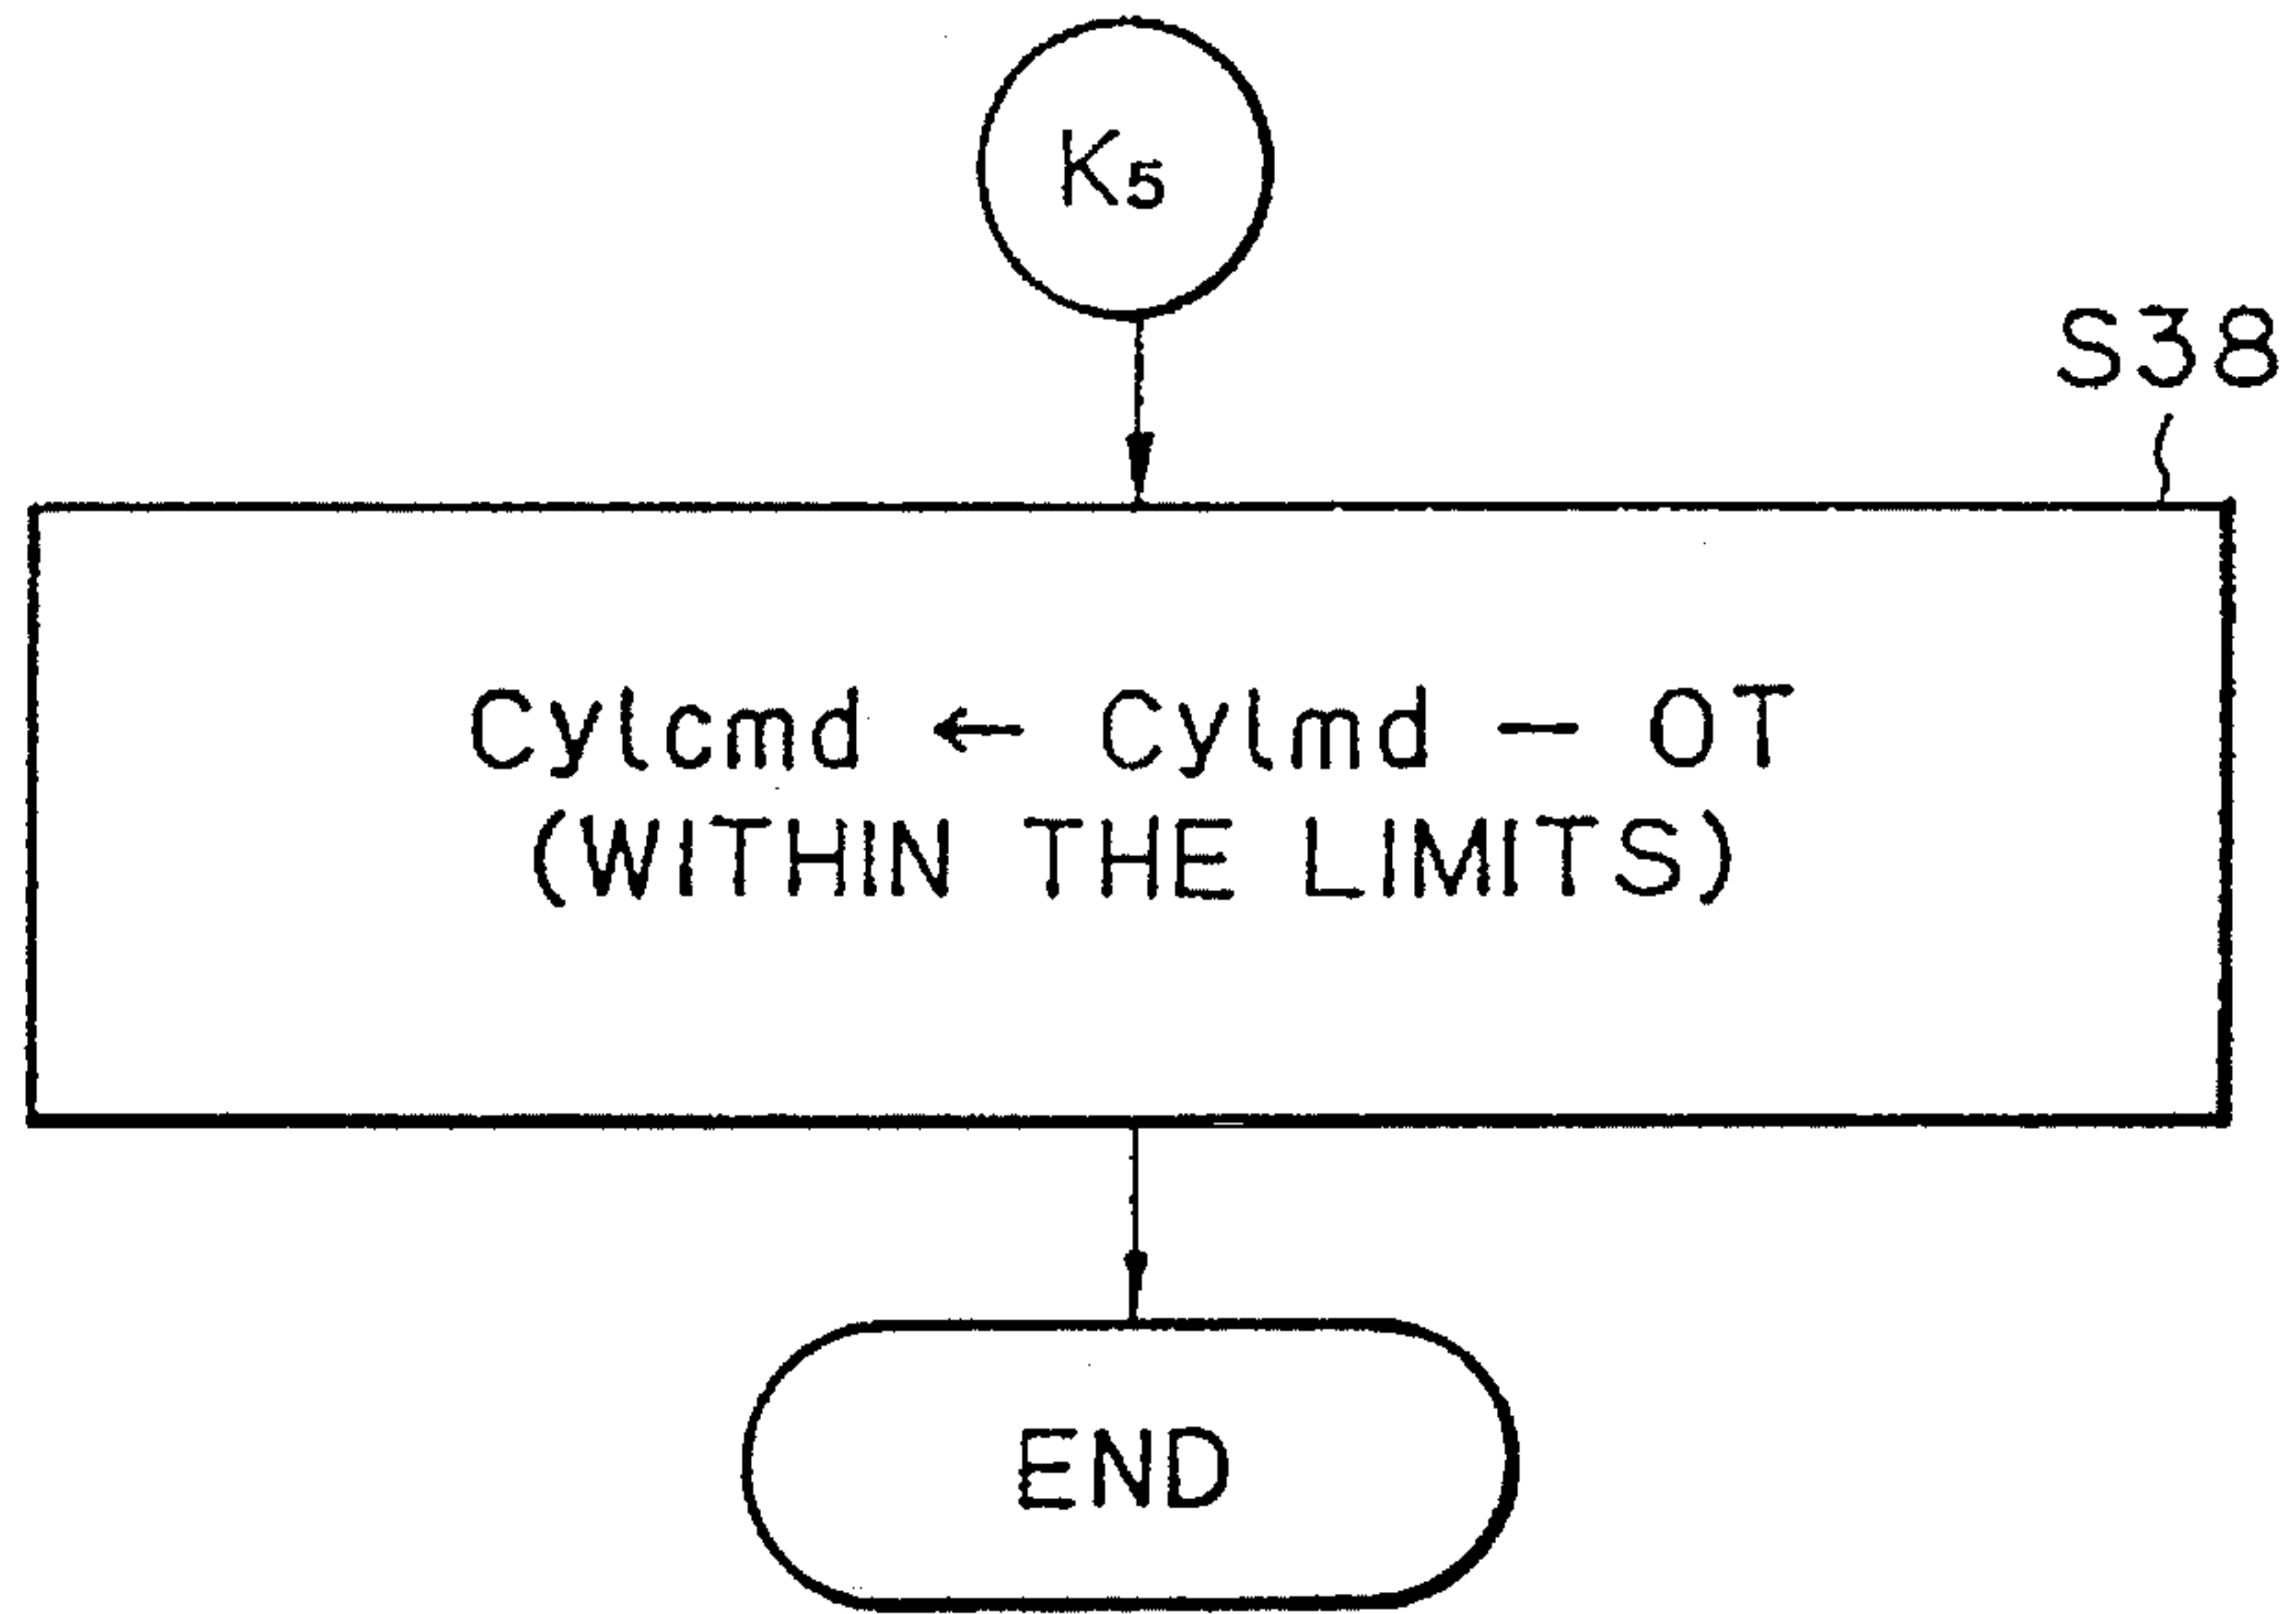 K5
S38
Cylcmd ← Cylmd − OT
(WITHIN THE LIMITS)
END